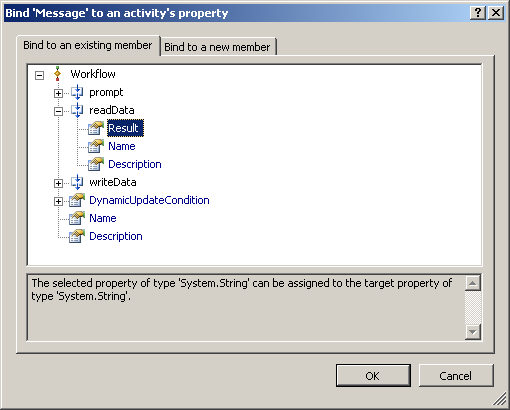 Bind 'Message' to an activity's property
Bind to an existing member
Bind to a new member
Workflow
prompt
readData
Result
Name
Description
writeData
DynamicUpdateCondition
Name
Description
The selected property of type 'System.String' can be assigned to the target property of
type 'System.String'.
OK
Cancel